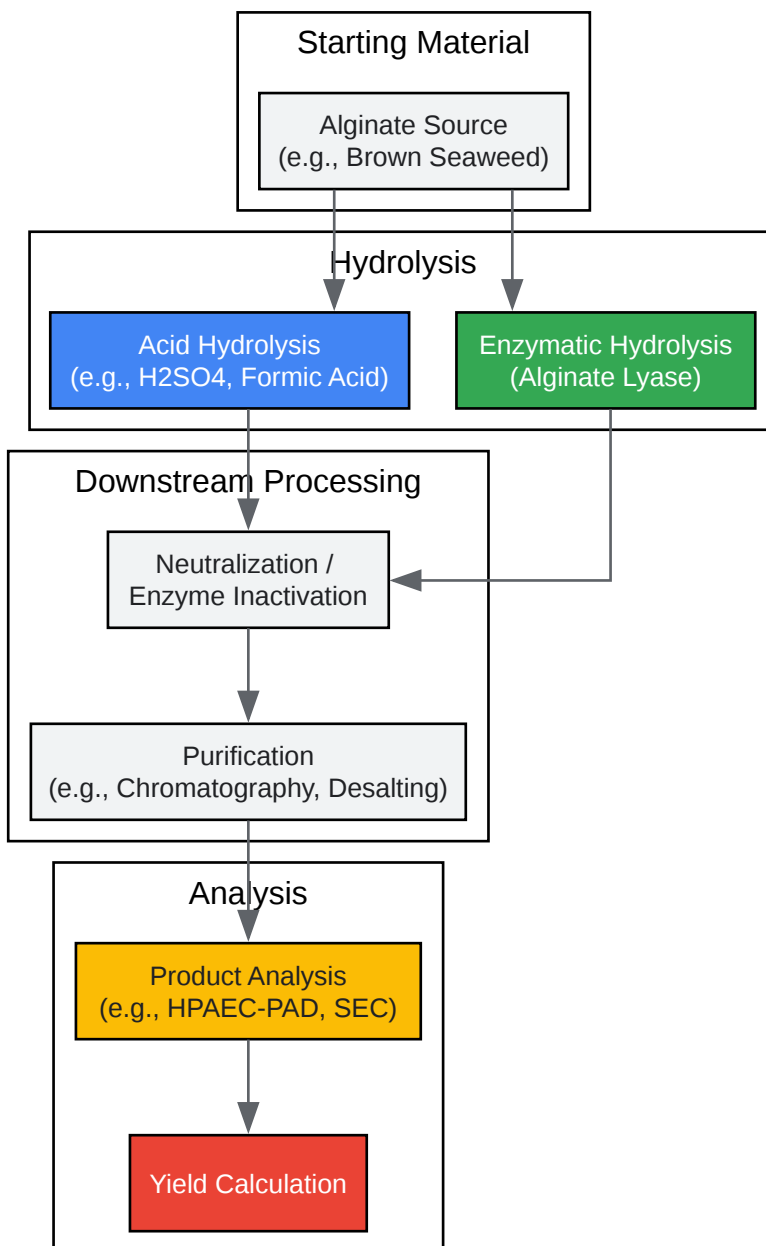 Starting Material
Alginate Source
(e.g., Brown Seaweed)
Hydrolysis
Acid Hydrolysis
(e.g., H2SO4, Formic Acid)
Enzymatic Hydrolysis
(Alginate Lyase)
Downstream Processing
Neutralization /
Enzyme Inactivation
Purification
(e.g., Chromatography, Desalting)
Analysis
Product Analysis
(e.g., HPAEC-PAD, SEC)
Yield Calculation